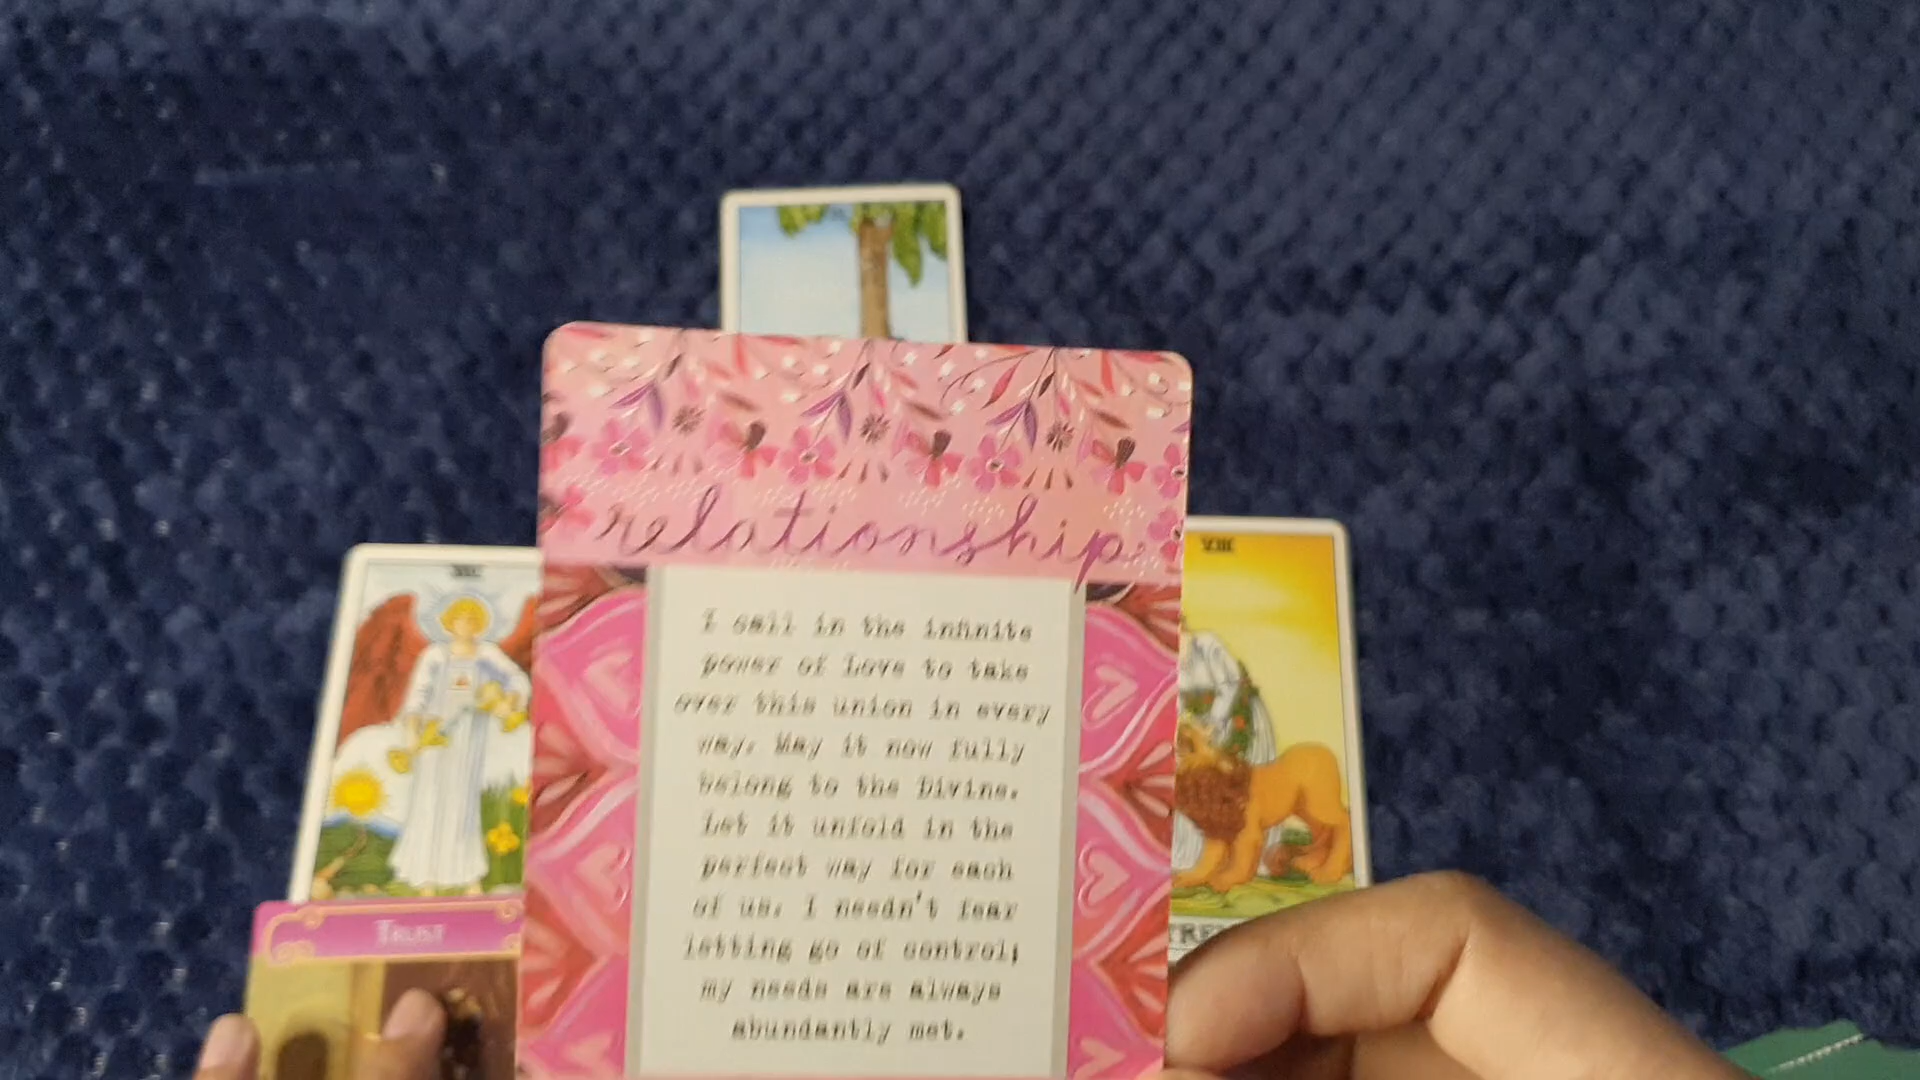 relationship
I call in the infinite
power of Love to take
over this union in every
way. May it now fully
belong to the Divine.
Let it unfold in the
perfect way for each
of us. I needn't fear
letting go of control;
my needs are always
abundantly met.
VIII
TRUST